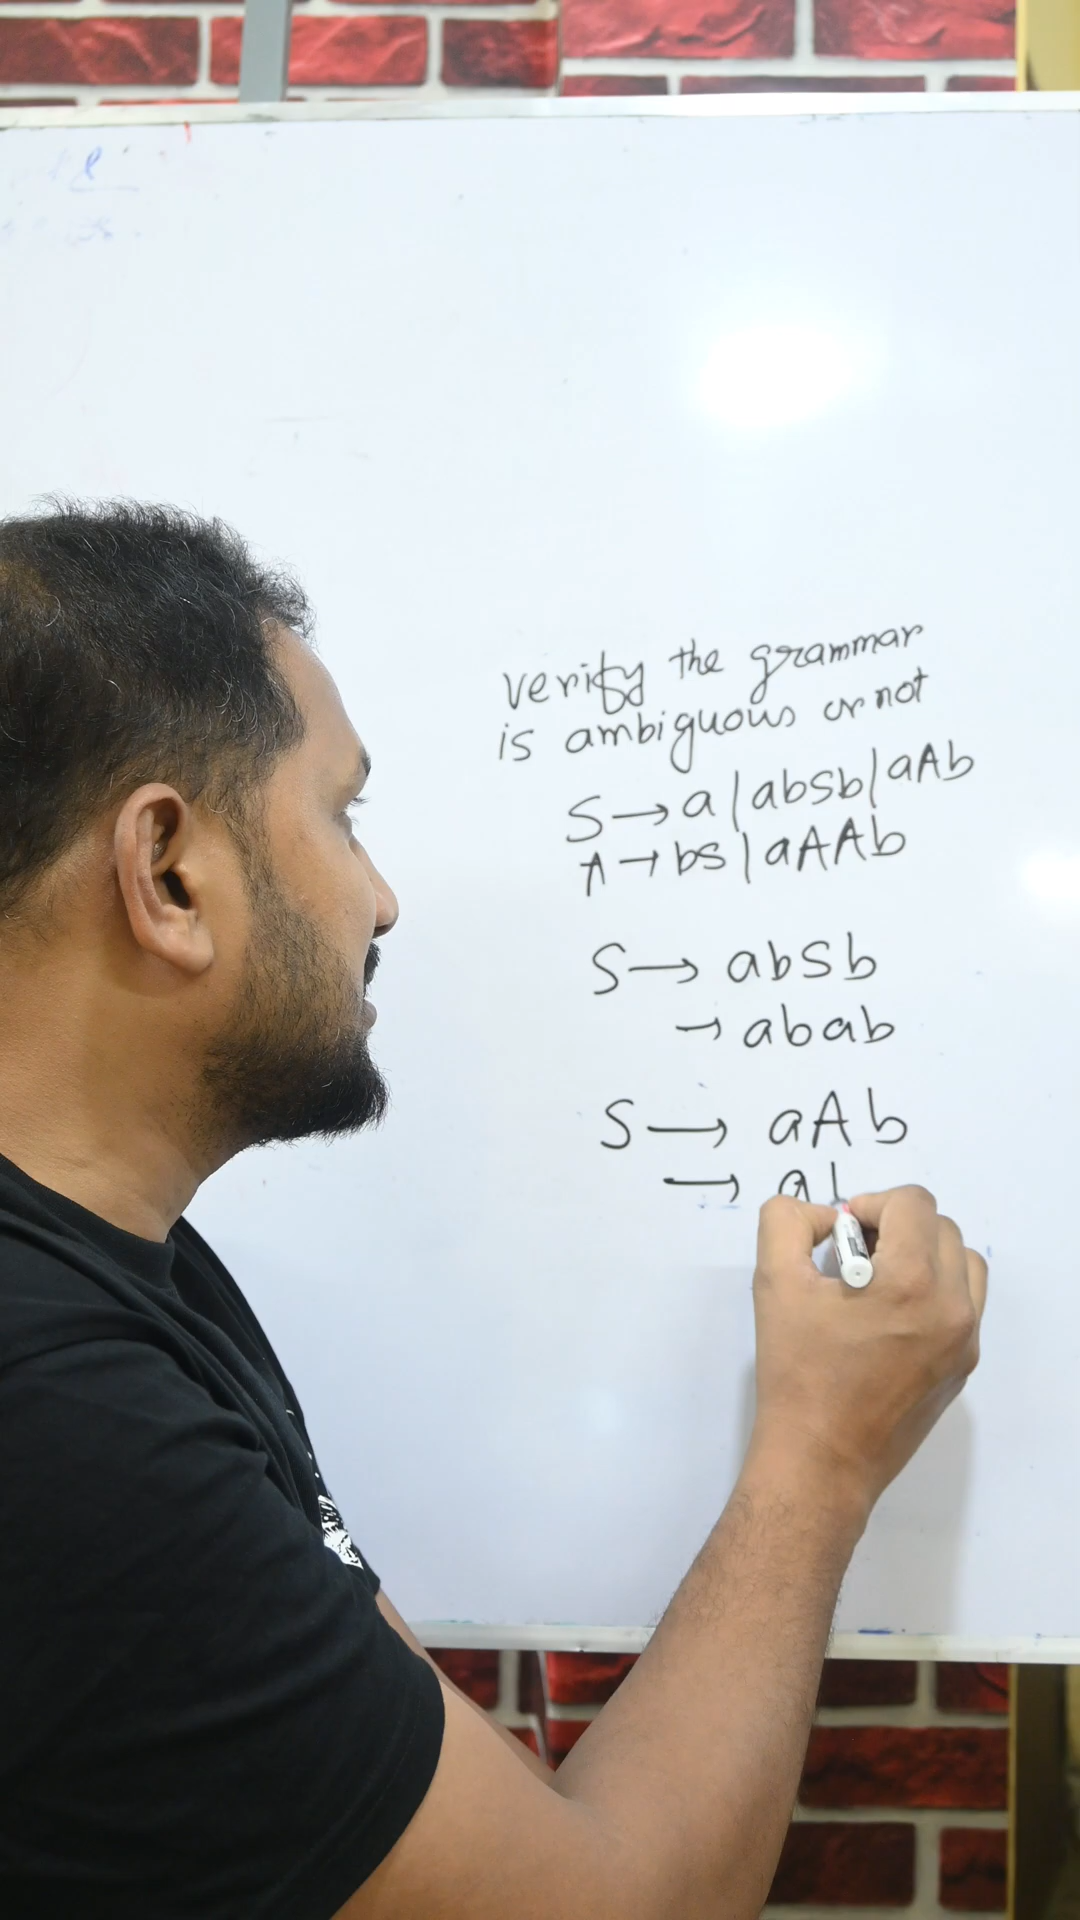 verify the grammar
is ambiguous or not
S → a | absb | aAb
A → bs | aAAb
S → absb
→ abab
S → aAb
→ a